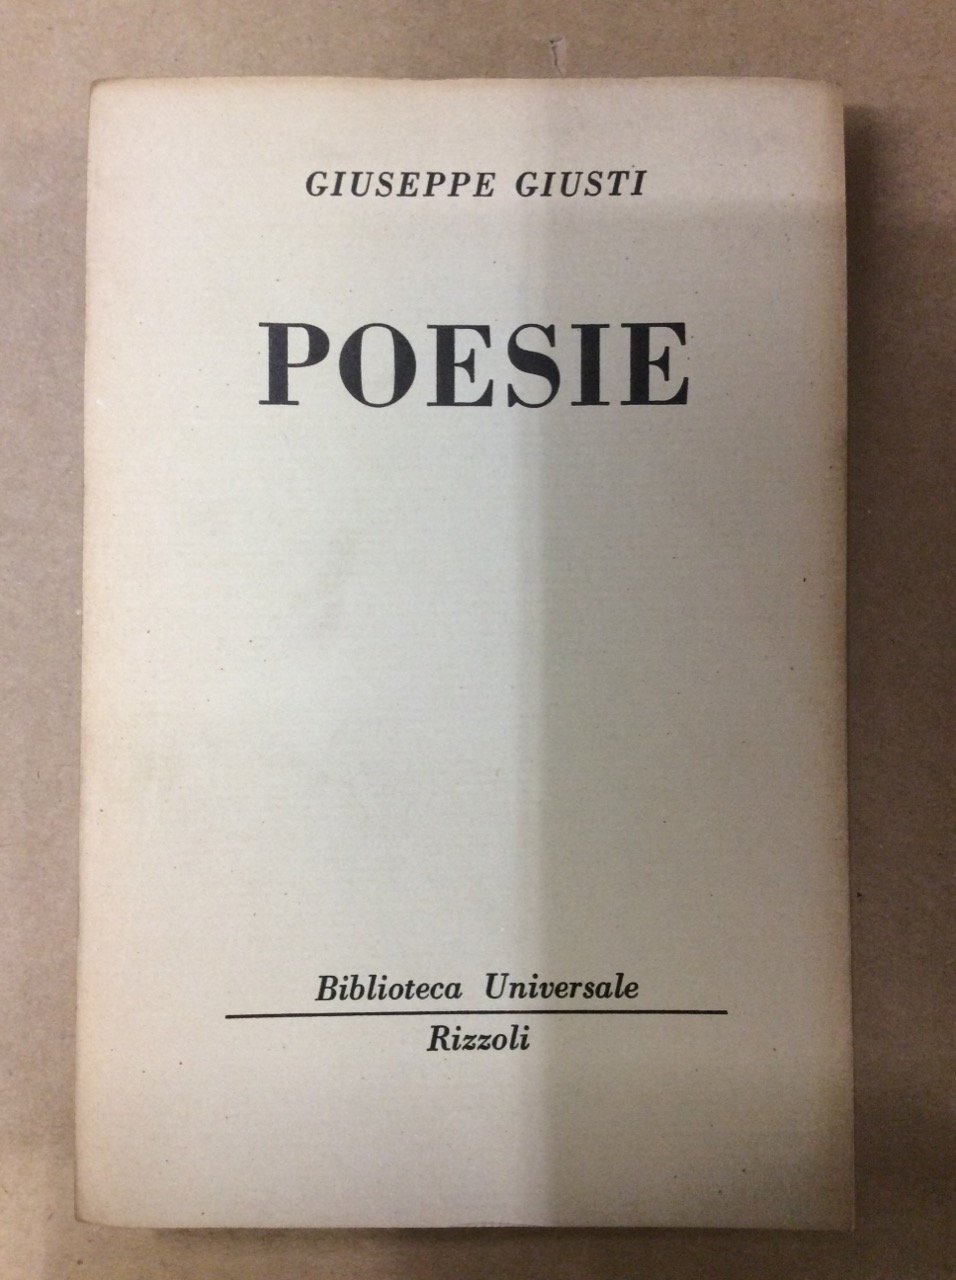 GIUSEPPE GIUSTI
POESIE
Biblioteca Universale
Rizzoli